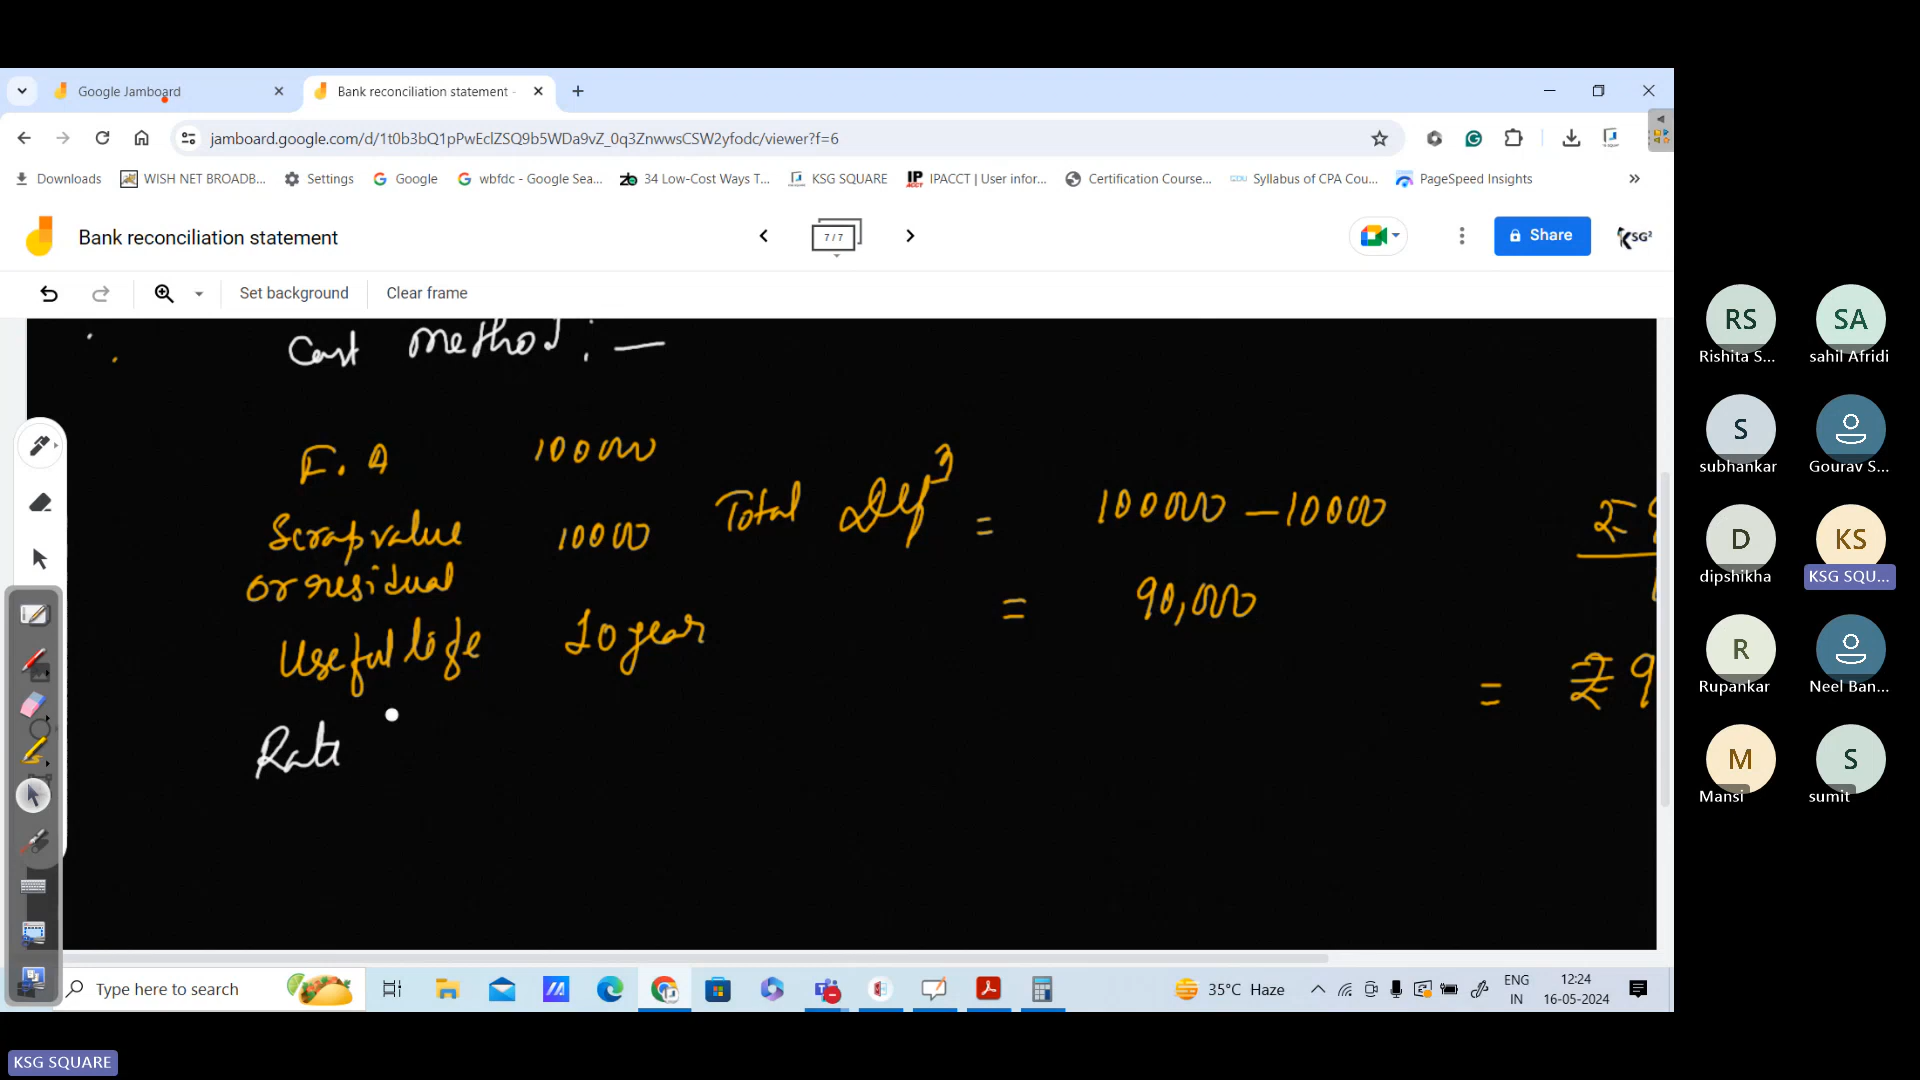 Google Jamboard
Bank reconciliation statement -
jamboard.google.com/d/1t0b3bQ1pPwEclZSQ9b5WDa9vZ_0q3ZnwwsCSW2yfodc/viewer?f=6
Downloads WISH NET BROADB... Settings Google wbfdc - Google Sea... 34 Low-Cost Ways T... KSG SQUARE IPACCT | User infor... Certification Course... Syllabus of CPA Cou... PageSpeed Insights »
Bank reconciliation statement
7 / 7
Share
KSG²
Set background Clear frame
Cost Method : —
F.A 100000
Scrap value 10000 Total Depⁿ = 100000 – 10000
or residual
= 90,000
Useful life 10 year
= ₹ 9
Rate
RS SA
Rishita S... sahil Afridi
S
subhankar Gourav S...
D KS
dipshikha KSG SQU...
R
Rupankar Neel Ban...
M S
Mansi sumit
Type here to search
35°C Haze
ENG
IN
12:24
16-05-2024
KSG SQUARE